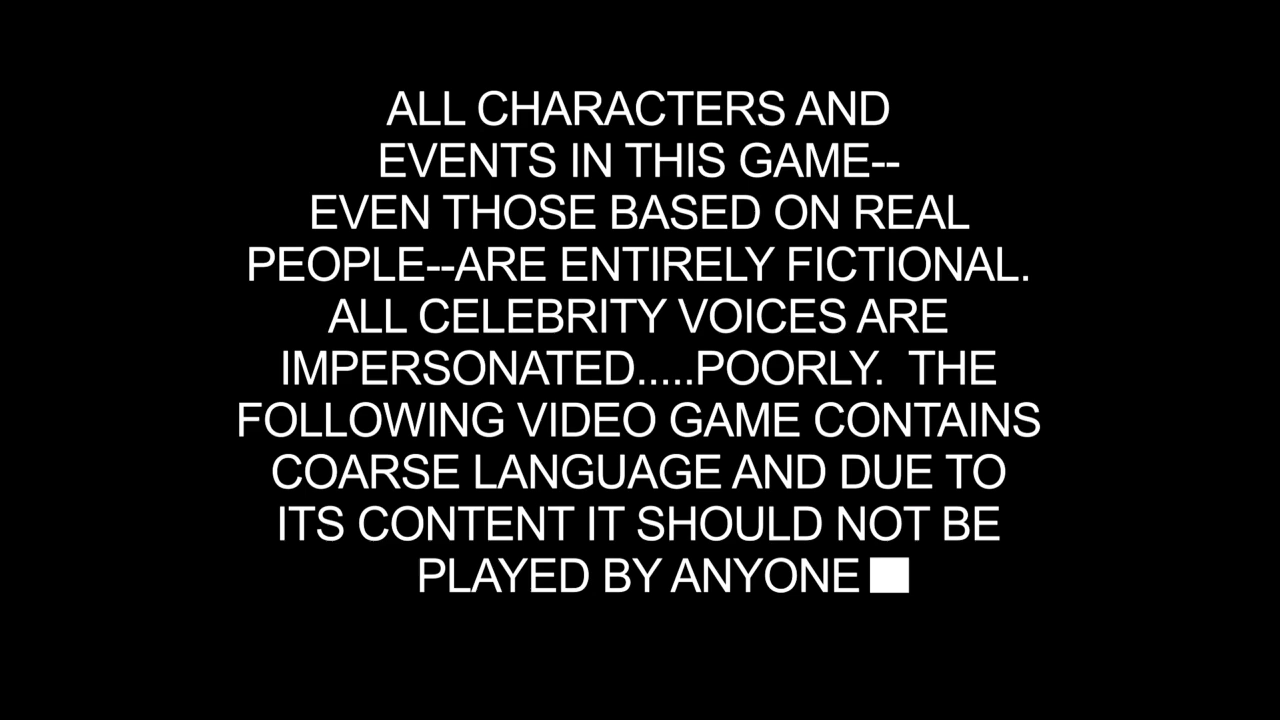 ALL CHARACTERS AND
EVENTS IN THIS GAME--
EVEN THOSE BASED ON REAL
PEOPLE--ARE ENTIRELY FICTIONAL.
ALL CELEBRITY VOICES ARE
IMPERSONATED.....POORLY.  THE
FOLLOWING VIDEO GAME CONTAINS
COARSE LANGUAGE AND DUE TO
ITS CONTENT IT SHOULD NOT BE
PLAYED BY ANYONE